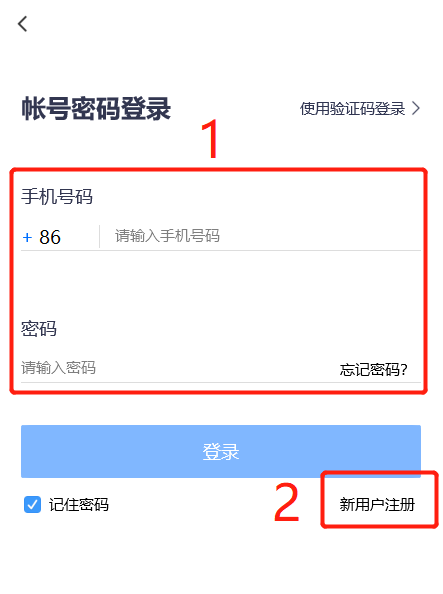 帐号密码登录
使用验证码登录
1
手机号码
+ 86 请输入手机号码
密码
请输入密码 忘记密码?
登录
记住密码
2
新用户注册